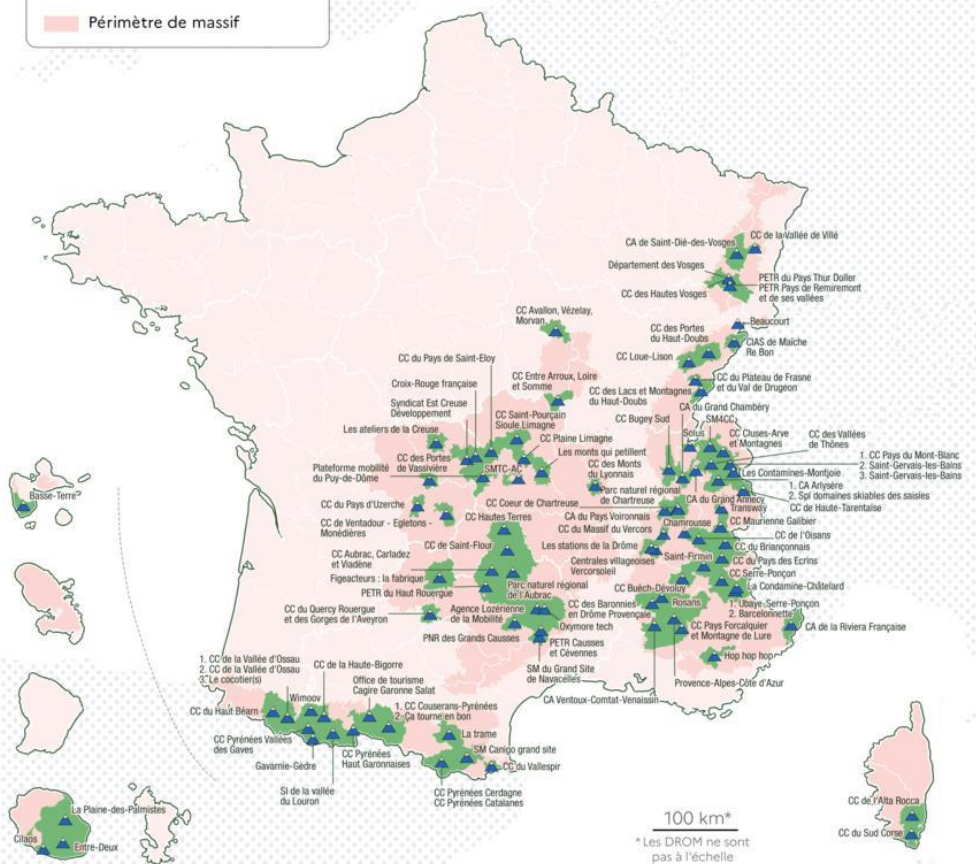 Périmètre de massif
CA de Saint-Dié-des-Vosges
CC de la Vallée de Villé
Département des Vosges
PETR du Pays Thur Doller
PETR Pays de Remiremont
et de ses vallées
CC des Hautes Vosges
CC Avallon, Vézelay,
Morvan
Beaucourt
CC des Portes
du Haut-Doubs
CIAS de Maîche
Re Bon
CC Loue-Lison
CC du Pays de Saint-Eloy
CC Entre Arroux, Loire
et Somme
CC du Plateau de Frasne
et du Val de Drugeon
CC des Lacs et Montagnes
du Haut-Doubs
Croix-Rouge française
Syndicat Est Creuse
Développement
CC Saint-Pourçain
Sioule Limagne
CA du Grand Chambéry
SM4CC
CC Bugey Sud
Solus
CC Cluses-Arve
et Montagnes
CC des Vallées
de Thônes
Les ateliers de la Creuse
CC Plaine Limagne
Les monts qui petillent
1. CC Pays du Mont-Blanc
2. Saint-Gervais-les-Bains
3. Saint-Gervais-les-Bains
CC des Portes
de Vassivière
SMTC-AC
CC des Monts
du Lyonnais
Les Contamines-Montjoie
Plateforme mobilité
du Puy-de-Dôme
1. CA Arlysère
2. Spl domaines skiables des saisies
Parc naturel régional
de Chartreuse
CA du Grand Annecy
CC de Haute-Tarentaise
Transway
CC du Pays d'Uzerche
CC Coeur de Chartreuse
CC Hautes Terres
CA du Pays Voironnais
Chamrousse
CC Maurienne Galibier
CC de Ventadour - Egletons -
Monédières
CC du Massif du Vercors
CC de l'Oisans
CC de Saint-Flour
Les stations de la Drôme
CC du Briançonnais
CC Aubrac, Carladez
et Viadène
Centrales villageoises
Vercorsoleil
Saint-Firmin
CC du Pays des Ecrins
Figeacteurs : la fabrique
PETR du Haut Rouergue
Parc naturel régional
de l'Aubrac
CC Serre-Ponçon
CC Buëch-Dévoluy
La Condamine-Châtelard
CC du Quercy Rouergue
et des Gorges de l'Aveyron
Agence Lozérienne
de la Mobilité
CC des Baronnies
en Drôme Provençale
Rosans
1. Ubaye-Serre-Ponçon
2. Barcelonnette
Oxymore tech
CC Pays Forcalquier
et Montagne de Lure
CA de la Riviera Française
PNR des Grands Causses
PETR Causses
et Cévennes
Hop hop hop
SM du Grand Site
de Navacelles
Provence-Alpes-Côte d'Azur
CA Ventoux-Comtat-Venaissin
1. CC de la Vallée d'Ossau
2. CC de la Vallée d'Ossau
3. Le cocotier(s)
CC de la Haute-Bigorre
Wimoov
Office de tourisme
Cagire Garonne Salat
CC du Haut Béarn
1. CC Couserans-Pyrénées
2. Ça tourne en bon
La trame
CC Pyrénées Vallées
des Gaves
CC Pyrénées
Haut Garonnaises
SM Canigo grand site
Gavarnie-Gèdre
CC du Vallespir
SI de la vallée
du Louron
CC Pyrénées Cerdagne
CC Pyrénées Catalanes
Basse-Terre
La Plaine-des-Palmistes
Cilaos
Entre-Deux
CC de l'Alta Rocca
CC du Sud Corse
100 km*
* Les DROM ne sont
pas à l'échelle